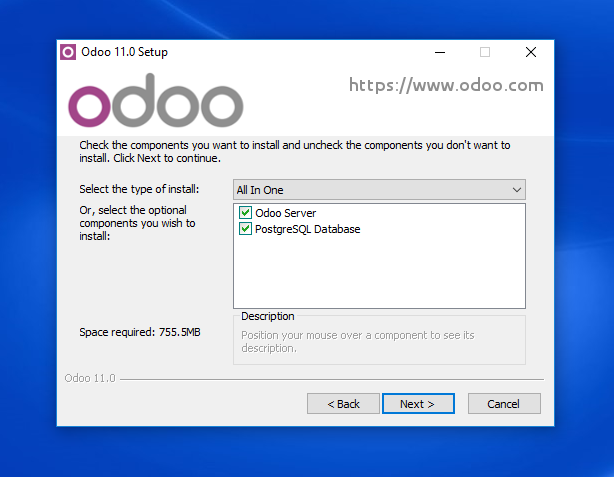 Odoo 11.0 Setup
odoo
https://www.odoo.com
Check the components you want to install and uncheck the components you don't want to
install. Click Next to continue.
Select the type of install:
All In One
Or, select the optional
components you wish to
install:
Odoo Server
PostgreSQL Database
Space required: 755.5MB
Description
Position your mouse over a component to see its
description.
Odoo 11.0
< Back
Next >
Cancel